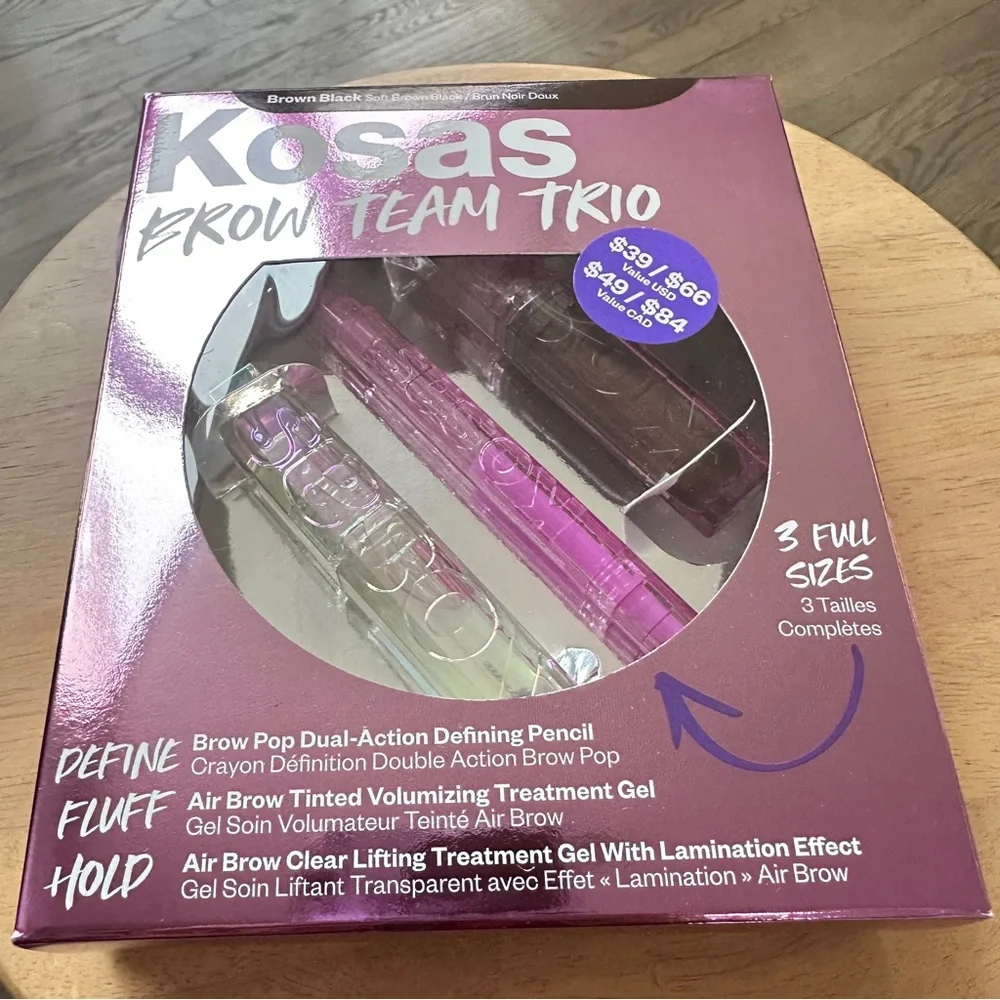 Brown Black Soft Brown Black / Brun Noir Doux
Kosas
BROW TEAM TRIO
$39 / $66
Value USD
$49 / $84
Value CAD
3 FULL
SIZES
3 Tailles
Complètes
DEFINE Brow Pop Dual-Action Defining Pencil
Crayon Définition Double Action Brow Pop
FLUFF Air Brow Tinted Volumizing Treatment Gel
Gel Soin Volumateur Teinté Air Brow
HOLD Air Brow Clear Lifting Treatment Gel With Lamination Effect
Gel Soin Liftant Transparent avec Effet « Lamination » Air Brow